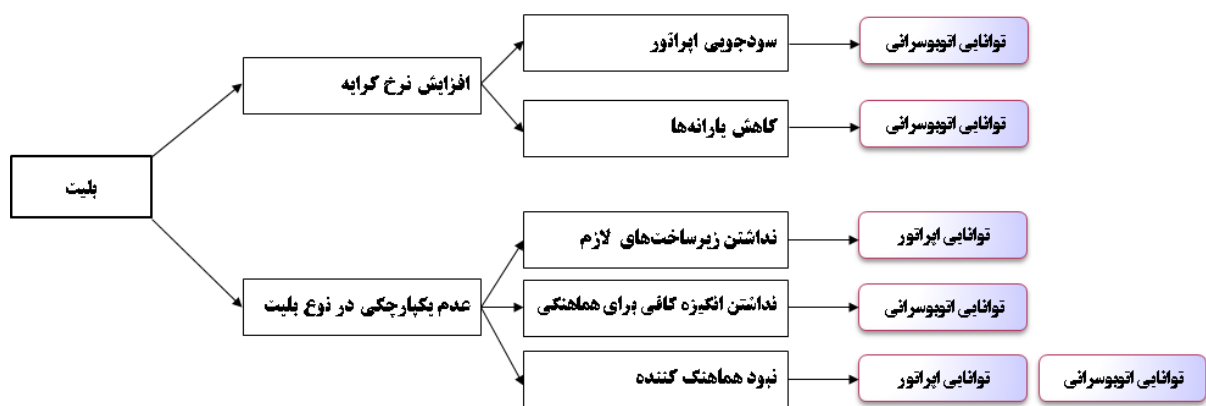 بلیت
افزایش نرخ کرایه
سودجویی اپراتور
توانایی اتوبوسرانی
کاهش یارانه‌ها
توانایی اتوبوسرانی
عدم یکپارچگی در نوع بلیت
نداشتن زیرساخت‌های لازم
توانایی اپراتور
نداشتن انگیزه کافی برای هماهنگی
توانایی اتوبوسرانی
نبود هماهنگ کننده
توانایی اپراتور
توانایی اتوبوسرانی